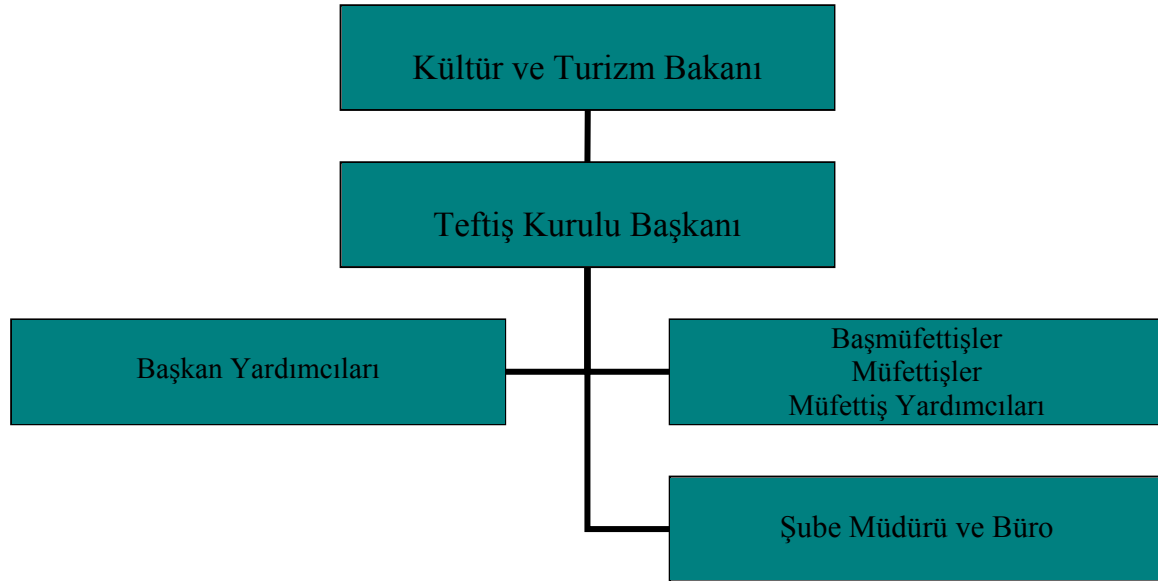 Kültür ve Turizm Bakanı
Teftiş Kurulu Başkanı
Başkan Yardımcıları
Başmüfettişler
Müfettişler
Müfettiş Yardımcıları
Şube Müdürü ve Büro